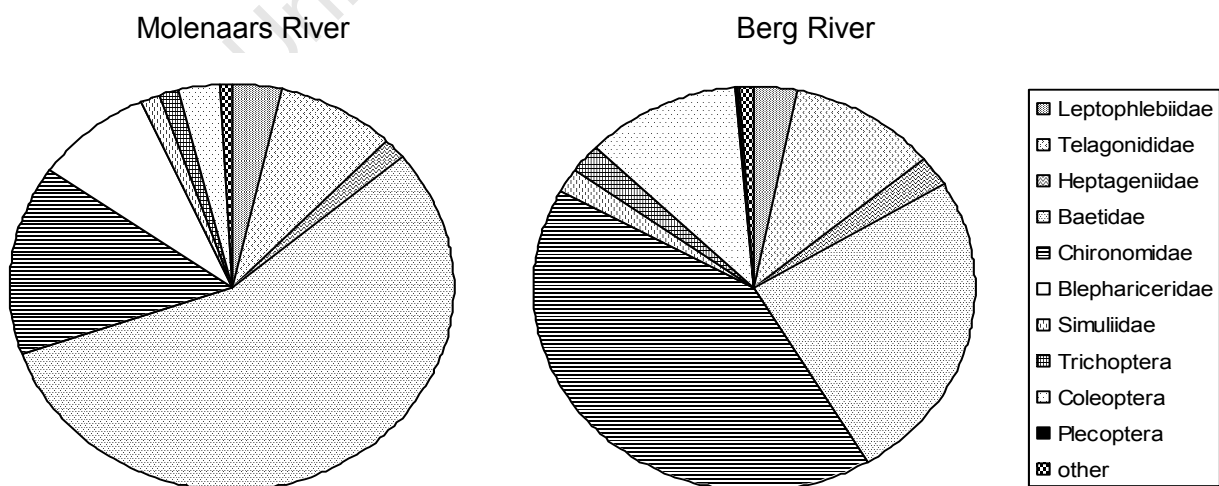 Molenaars River
Berg River
Leptophlebiidae
Telagonididae
Heptageniidae
Baetidae
Chironomidae
Blephariceridae
Simuliidae
Trichoptera
Coleoptera
Plecoptera
other